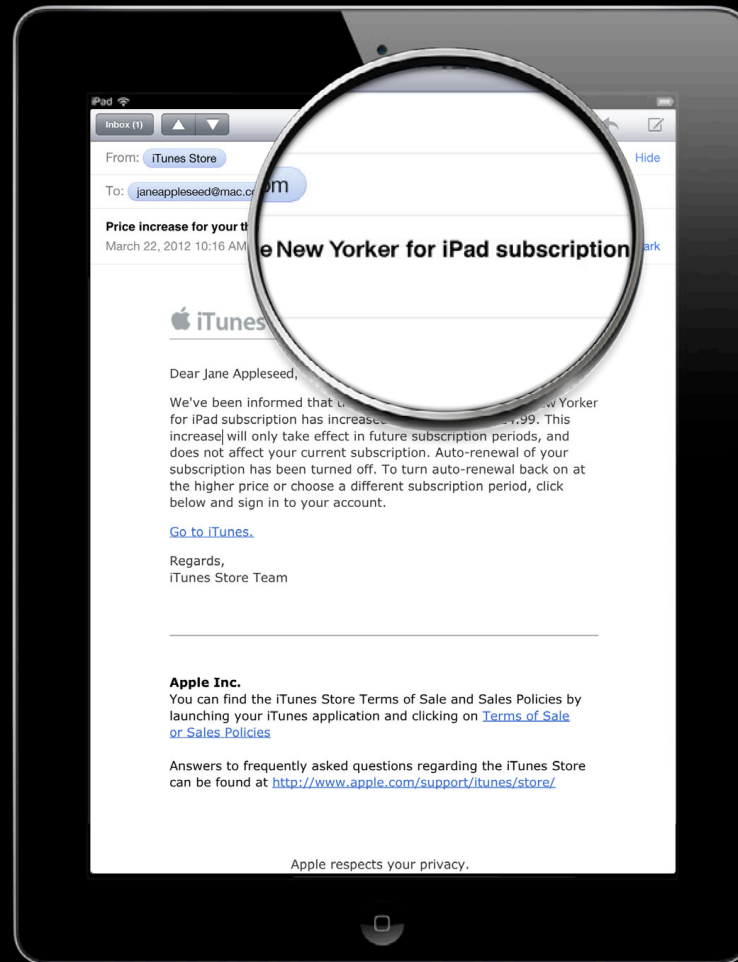 iPad
Inbox (1)
From: iTunes Store
Hide
To: janeappleseed@mac.c om
Price increase for your
e New Yorker for iPad subscription
March 22, 2012 10:16 AM
ark
iTunes
Dear Jane Appleseed,
We've been informed that Yorker
for iPad subscription has increased .99. This
increase will only take effect in future subscription periods, and
does not affect your current subscription. Auto-renewal of your
subscription has been turned off. To turn auto-renewal back on at
the higher price or choose a different subscription period, click
below and sign in to your account.
Go to iTunes.
Regards,
iTunes Store Team
Apple Inc.
You can find the iTunes Store Terms of Sale and Sales Policies by
launching your iTunes application and clicking on Terms of Sale
or Sales Policies
Answers to frequently asked questions regarding the iTunes Store
can be found at http://www.apple.com/support/itunes/store/
Apple respects your privacy.